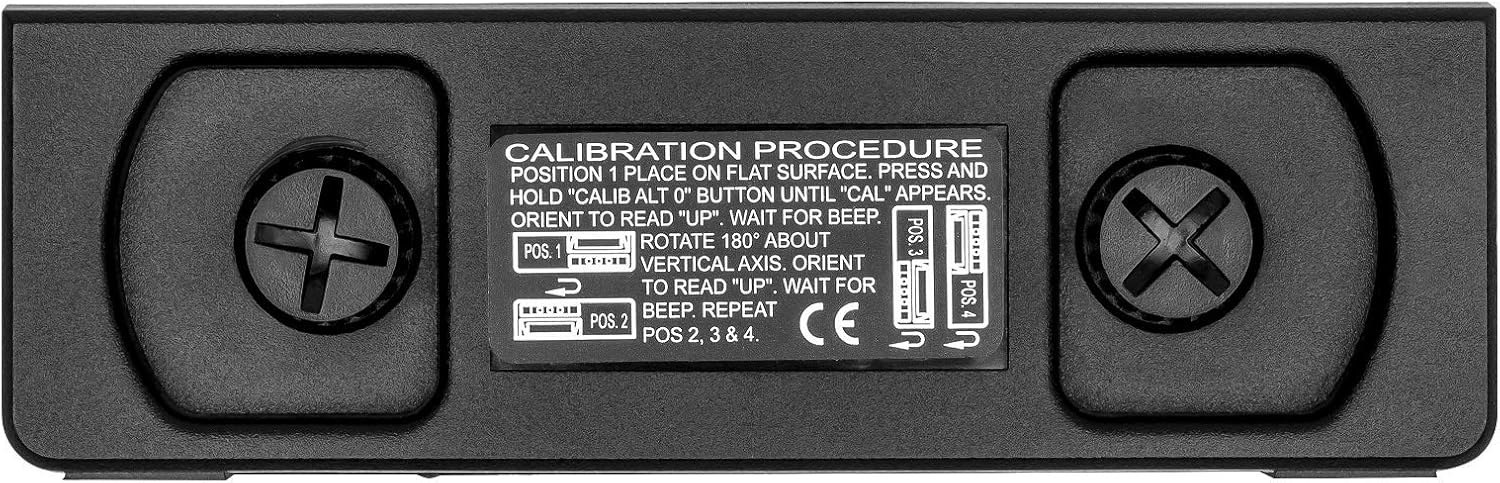 CALIBRATION PROCEDURE
POSITION 1 PLACE ON FLAT SURFACE. PRESS AND
HOLD "CALIB ALT 0" BUTTON UNTIL "CAL" APPEARS.
ORIENT TO READ "UP". WAIT FOR BEEP.
POS. 1
ROTATE 180° ABOUT
VERTICAL AXIS. ORIENT
TO READ "UP". WAIT FOR
BEEP. REPEAT
POS 2, 3 & 4.
POS. 2
CE
POS. 3
POS. 4